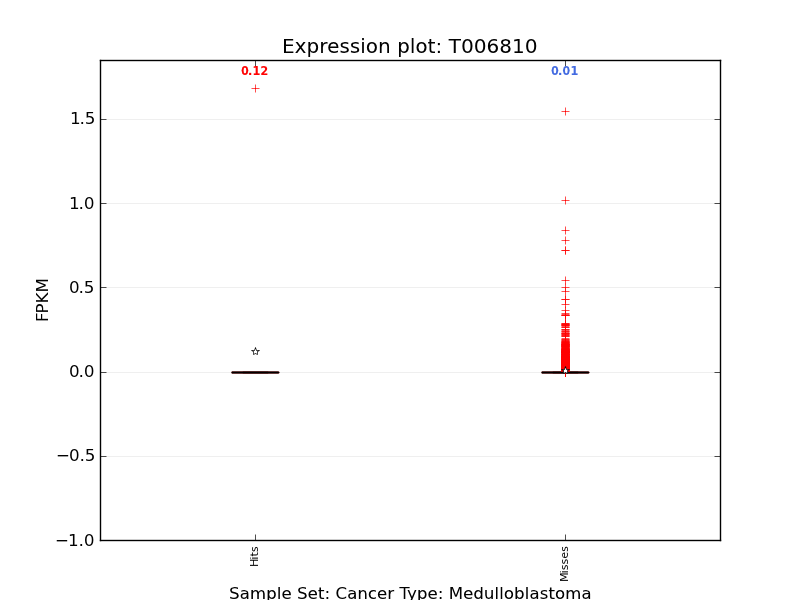 Expression plot: T006810
0.12
0.01
1.5
1.0
0.5
0.0
−0.5
−1.0
FPKM
Hits
Misses
Sample Set: Cancer Type: Medulloblastoma